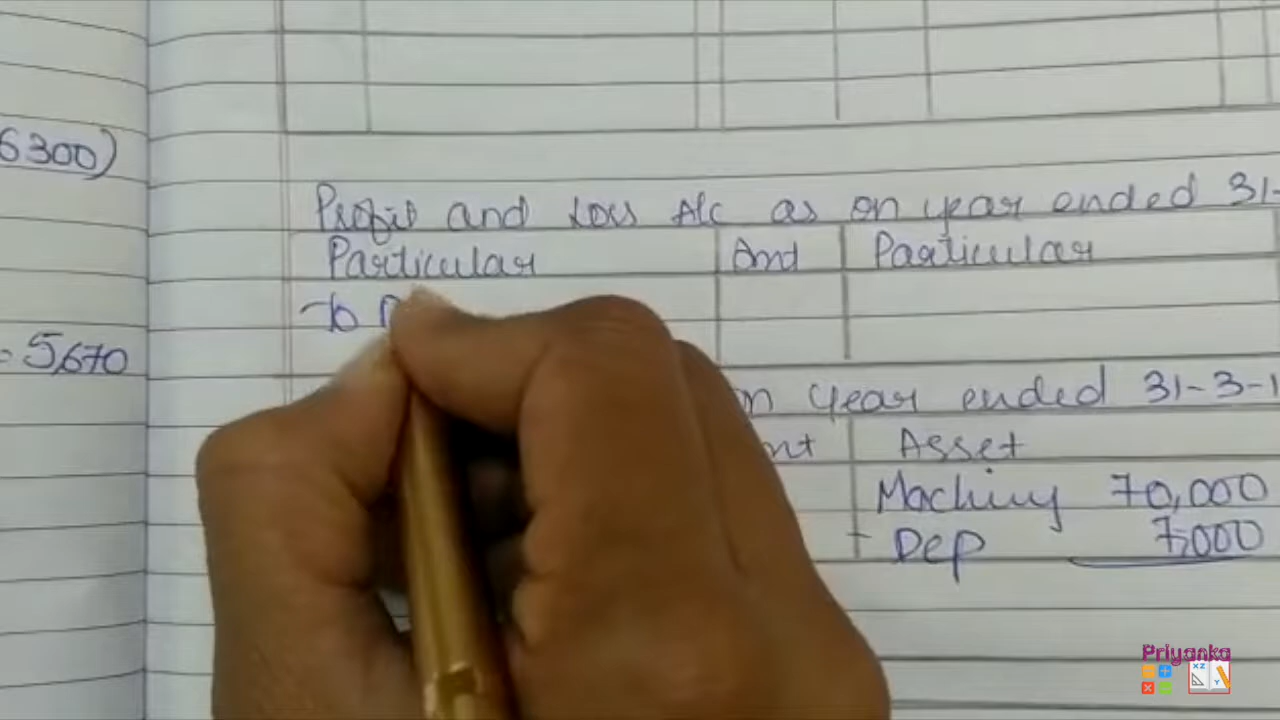 6300)
= 5,670
Profit and Loss A/c as on year ended 31-
Particular Amt Particular
To
on year ended 31-3-1
Asset
Machiny 70,000
- Dep 7,000
Priyanka